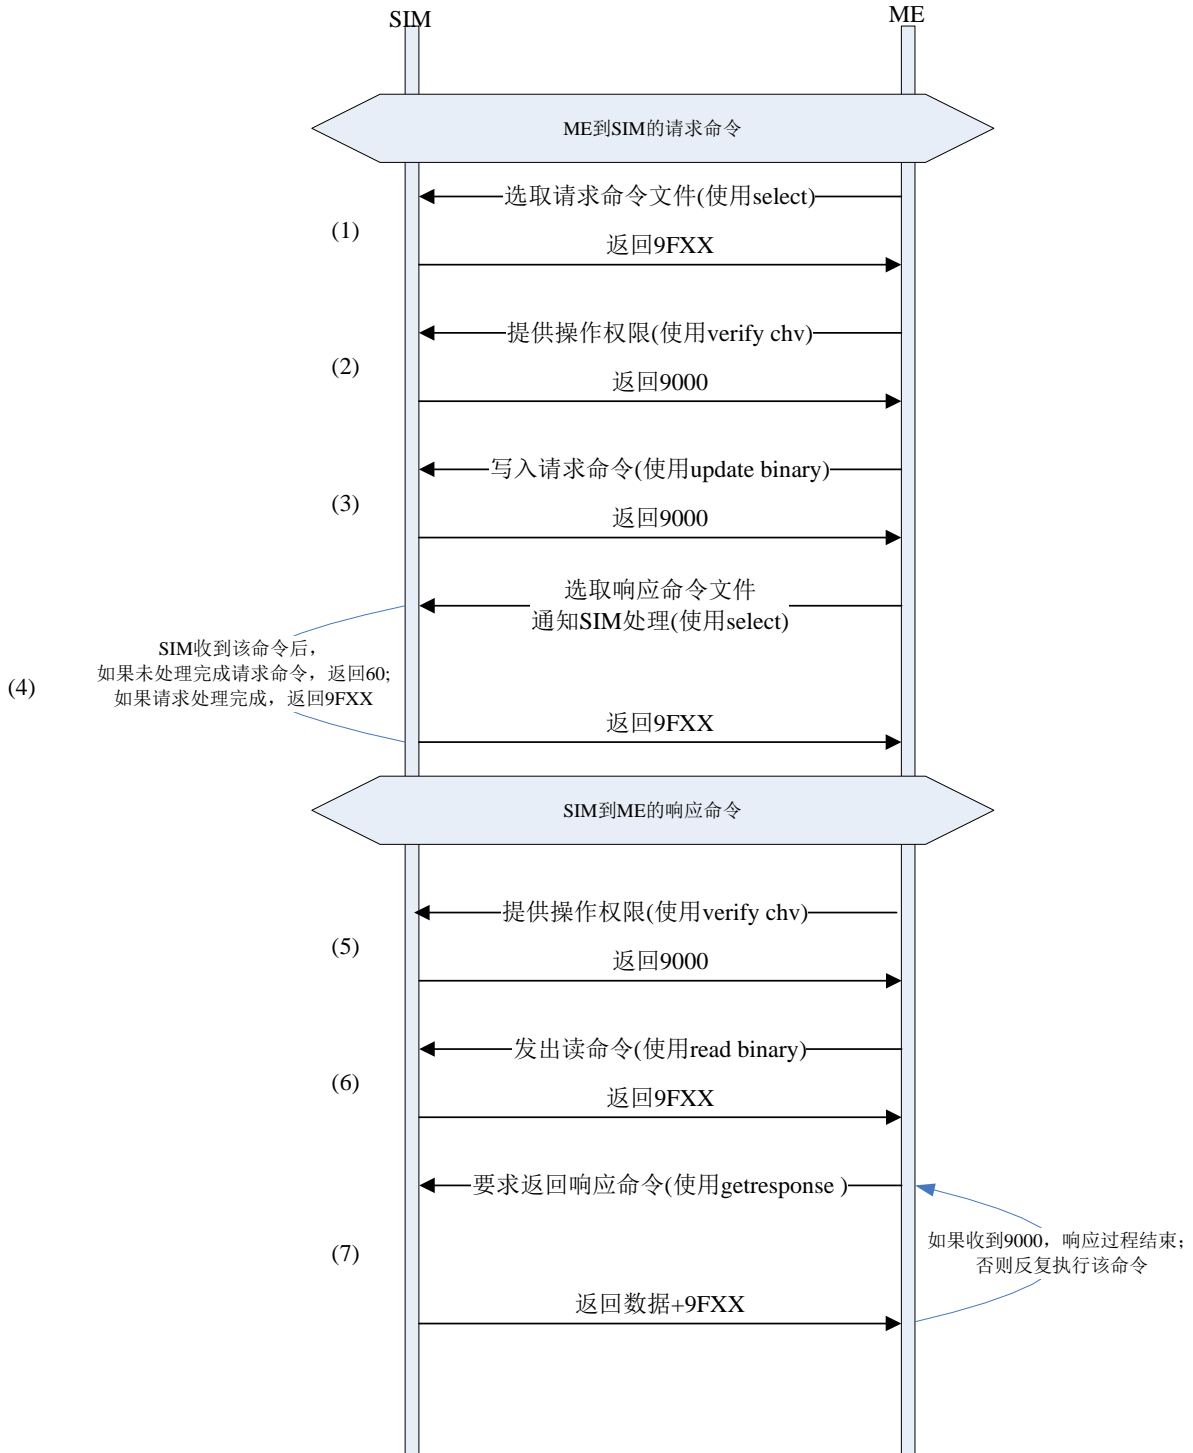 SIM
ME
ME到SIM的请求命令
选取请求命令文件(使用select)
(1)
返回9FXX
提供操作权限(使用verify chv)
(2)
返回9000
写入请求命令(使用update binary)
(3)
返回9000
选取响应命令文件
通知SIM处理(使用select)
SIM收到该命令后，
如果未处理完成请求命令，返回60;
如果请求处理完成，返回9FXX
(4)
返回9FXX
SIM到ME的响应命令
提供操作权限(使用verify chv)
(5)
返回9000
发出读命令(使用read binary)
(6)
返回9FXX
要求返回响应命令(使用getresponse )
如果收到9000，响应过程结束；
否则反复执行该命令
(7)
返回数据+9FXX